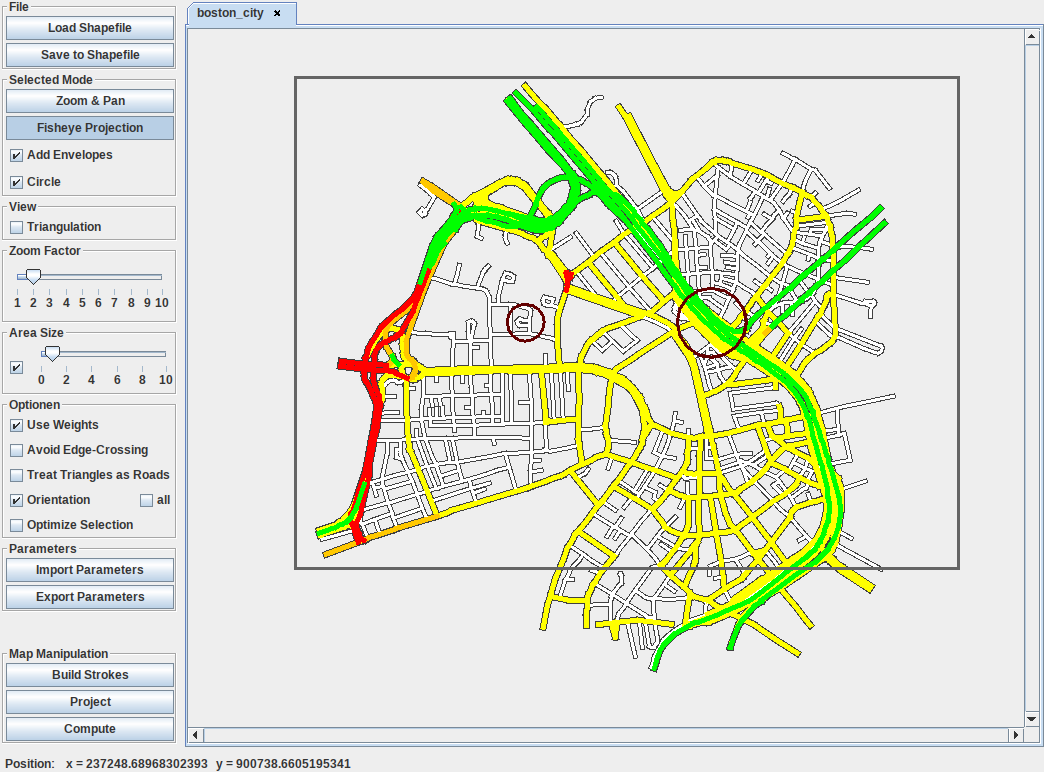 File
Load Shapefile
Save to Shapefile
Selected Mode
Zoom & Pan
Fisheye Projection
Add Envelopes
Circle
View
Triangulation
Zoom Factor
1 2 3 4 5 6 7 8 9 10
Area Size
0 2 4 6 8 10
Optionen
Use Weights
Avoid Edge-Crossing
Treat Triangles as Roads
Orientation all
Optimize Selection
Parameters
Import Parameters
Export Parameters
Map Manipulation
Build Strokes
Project
Compute
boston_city
Position: x = 237248.68968302393 y = 900738.6605195341